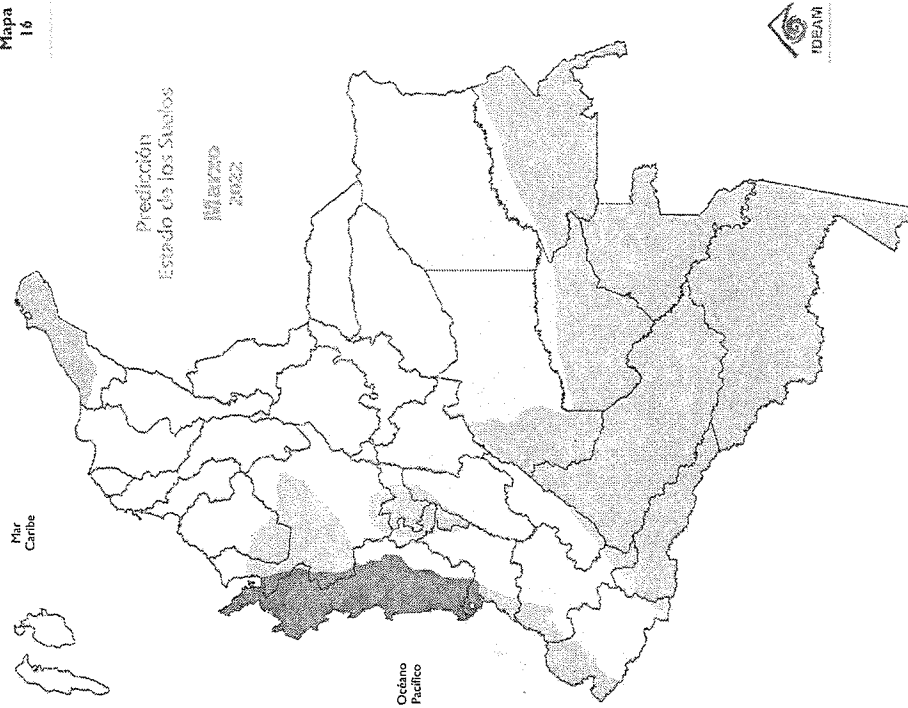 Mapa
16
Predicción
Estado de los Suelos
Marzo
2022
Mar
Caribe
Océano
Pacífico
IDEAM